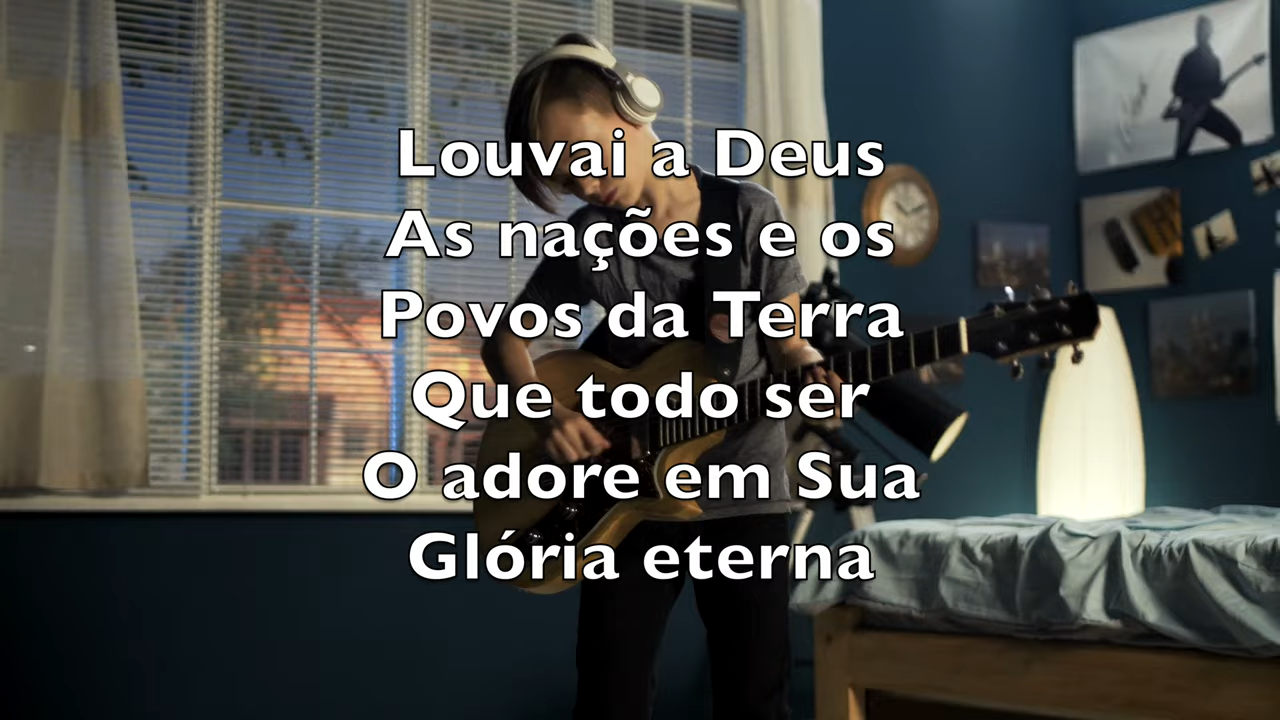 Louvai a Deus
As nações e os
Povos da Terra
Que todo ser
O adore em Sua
Glória eterna